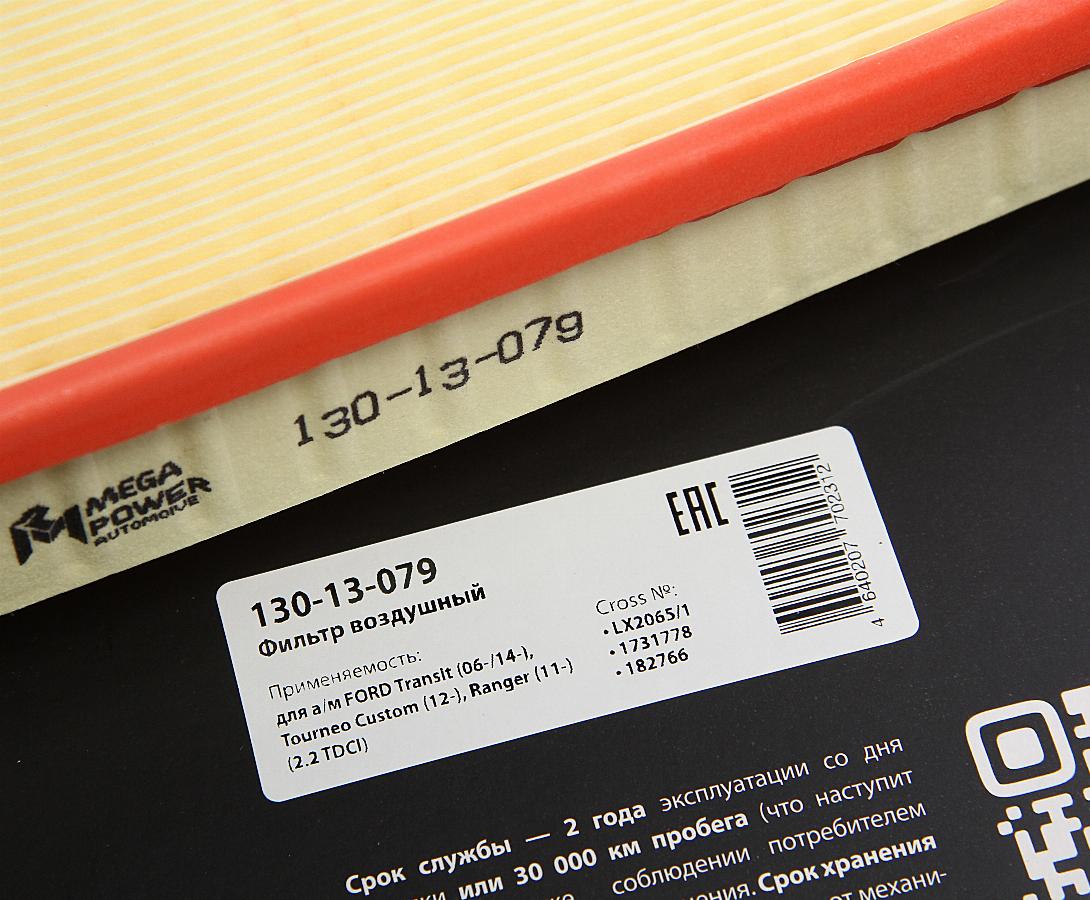 130-13-079
MEGA
POWER
AUTOMOTIVE
130-13-079
Фильтр воздушный
Применяемость:
для а/м FORD Transit (06-/14-),
Tourneo Custom (12-), Ranger (11-)
(2.2 TDCI)
EAC
Cross №:
• LX2065/1
• 1731778
• 182766
4 640207 702312
Срок службы — 2 года эксплуатации со дня
или 30 000 км пробега (что наступит
соблюдении потребителем
Срок хранения
от механи-